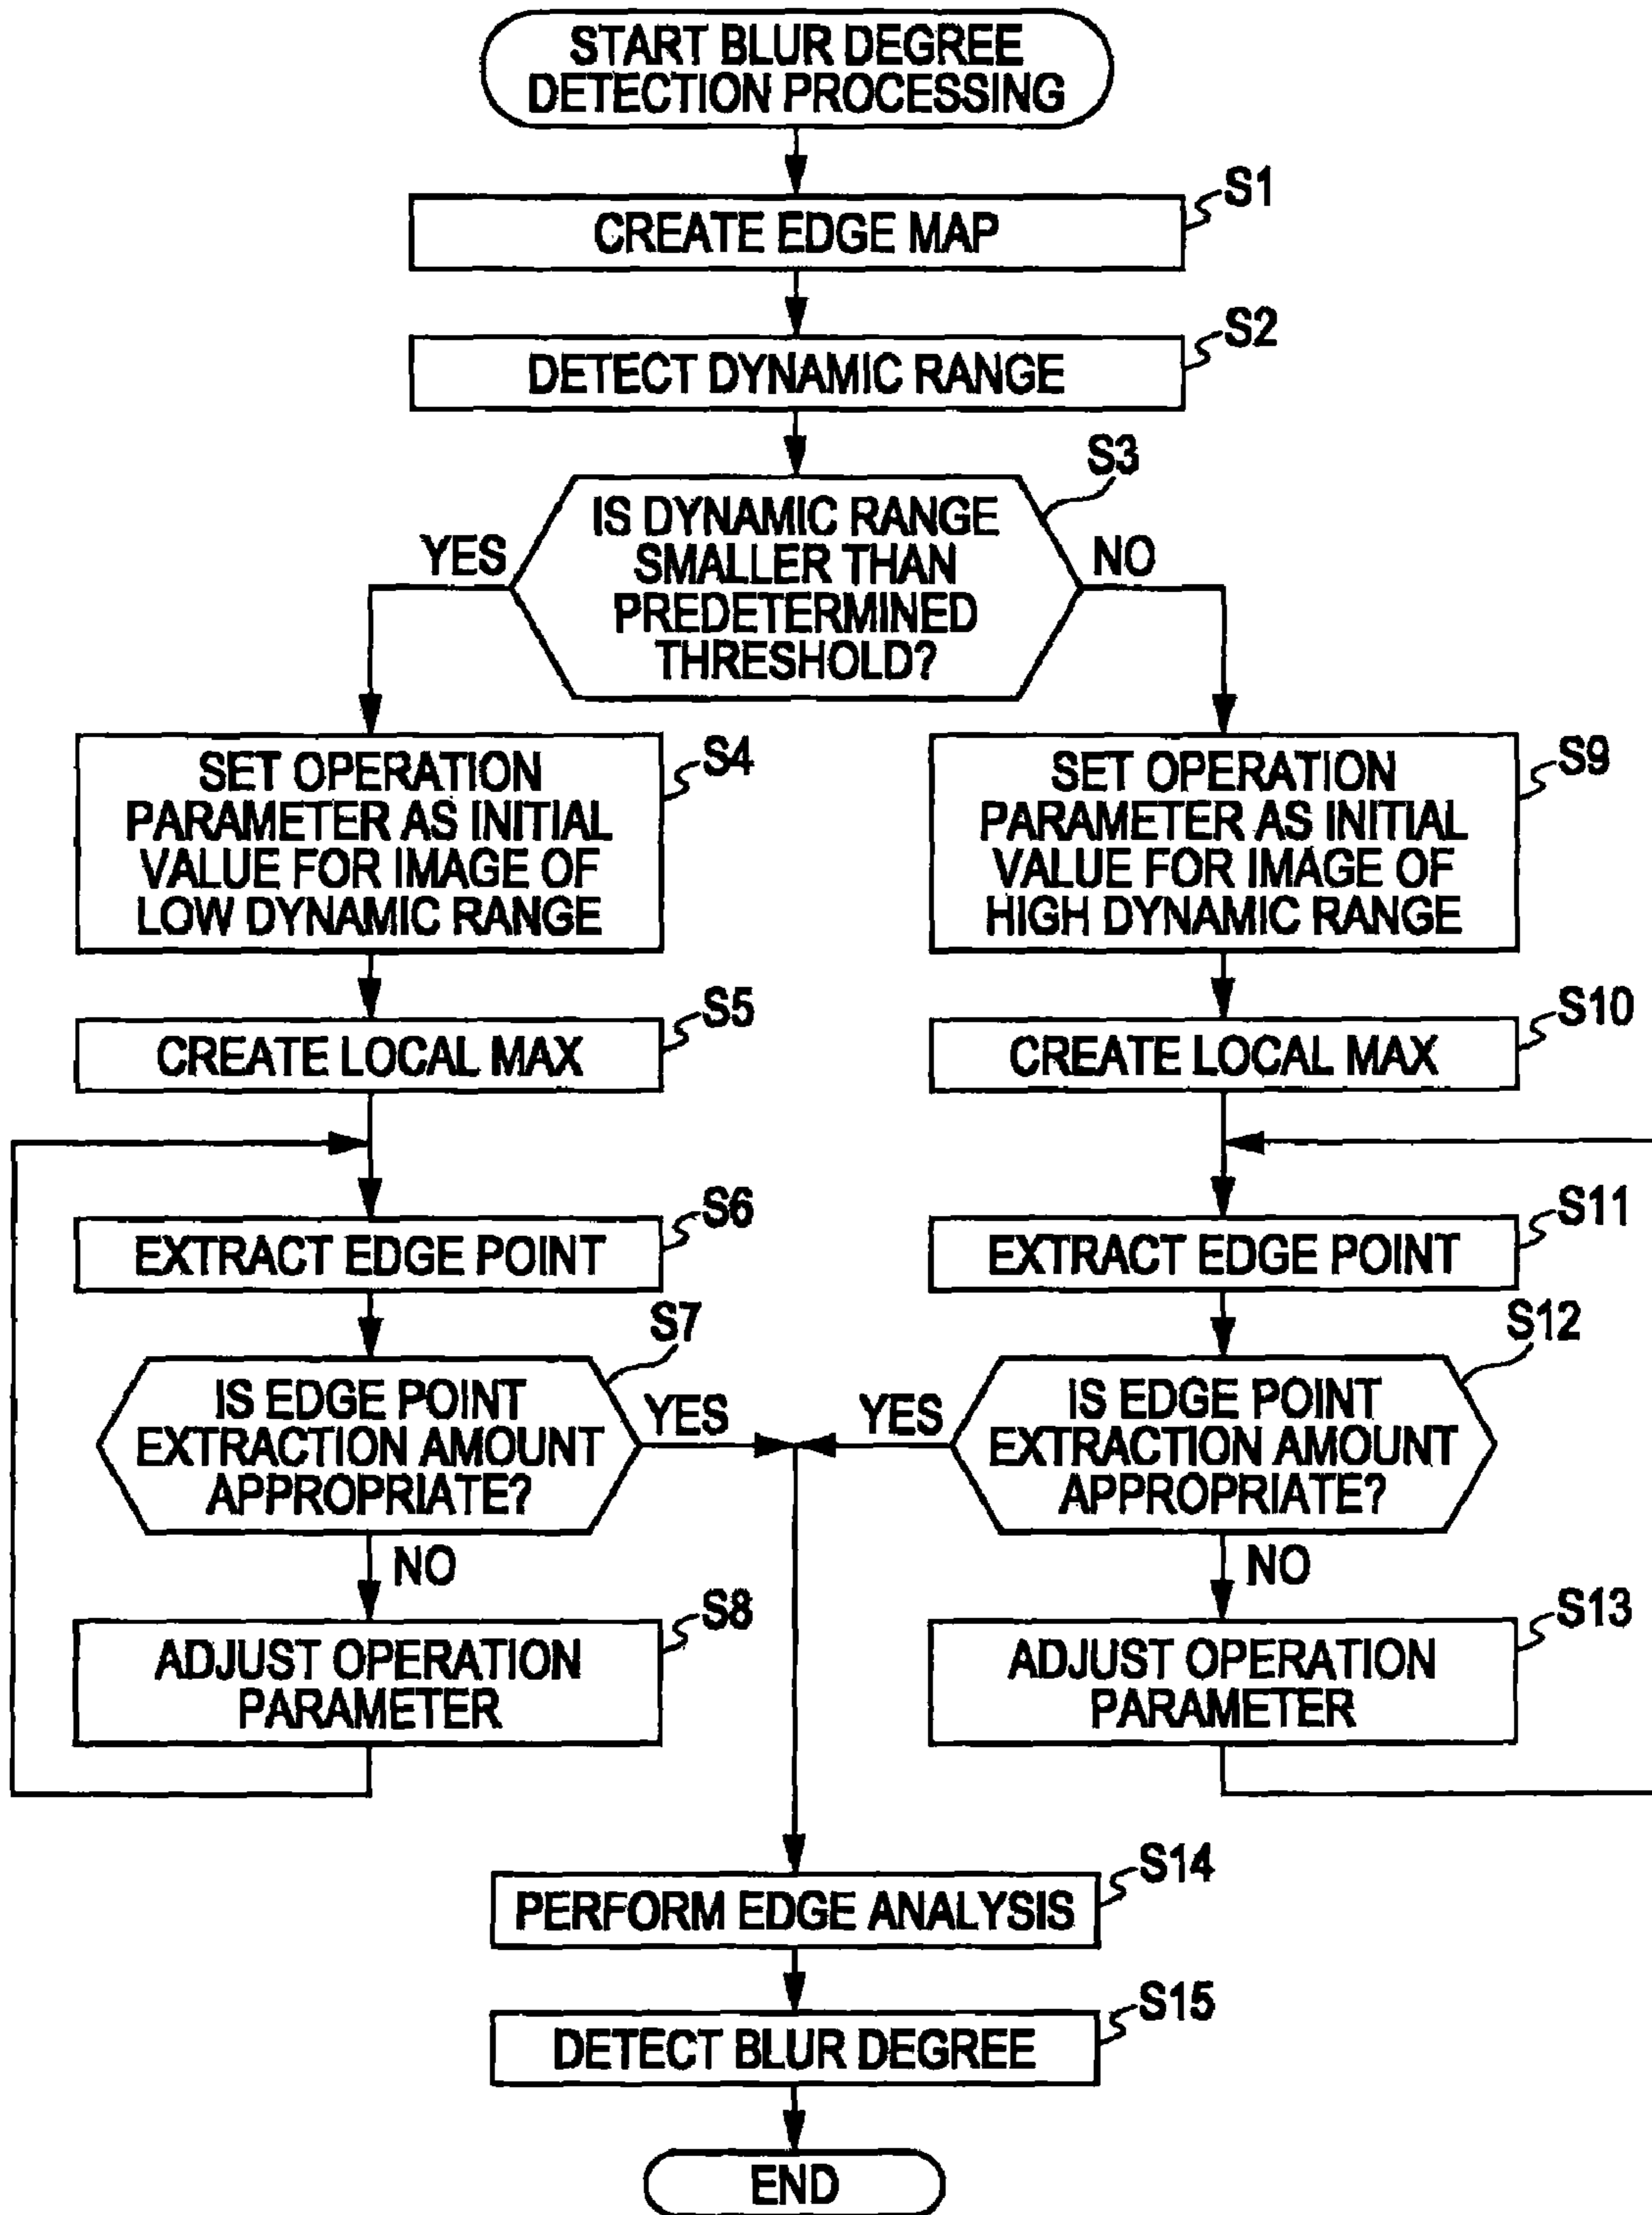 START BLUR DEGREE
DETECTION PROCESSING
S1
CREATE EDGE MAP
S2
DETECT DYNAMIC RANGE
S3
IS DYNAMIC RANGE
SMALLER THAN
PREDETERMINED
THRESHOLD?
YES
NO
S4
SET OPERATION
PARAMETER AS INITIAL
VALUE FOR IMAGE OF
LOW DYNAMIC RANGE
S5
CREATE LOCAL MAX
S6
EXTRACT EDGE POINT
S7
IS EDGE POINT
EXTRACTION AMOUNT
APPROPRIATE?
YES
NO
S8
ADJUST OPERATION
PARAMETER
S9
SET OPERATION
PARAMETER AS INITIAL
VALUE FOR IMAGE OF
HIGH DYNAMIC RANGE
S10
CREATE LOCAL MAX
S11
EXTRACT EDGE POINT
S12
IS EDGE POINT
EXTRACTION AMOUNT
APPROPRIATE?
YES
NO
S13
ADJUST OPERATION
PARAMETER
S14
PERFORM EDGE ANALYSIS
S15
DETECT BLUR DEGREE
END